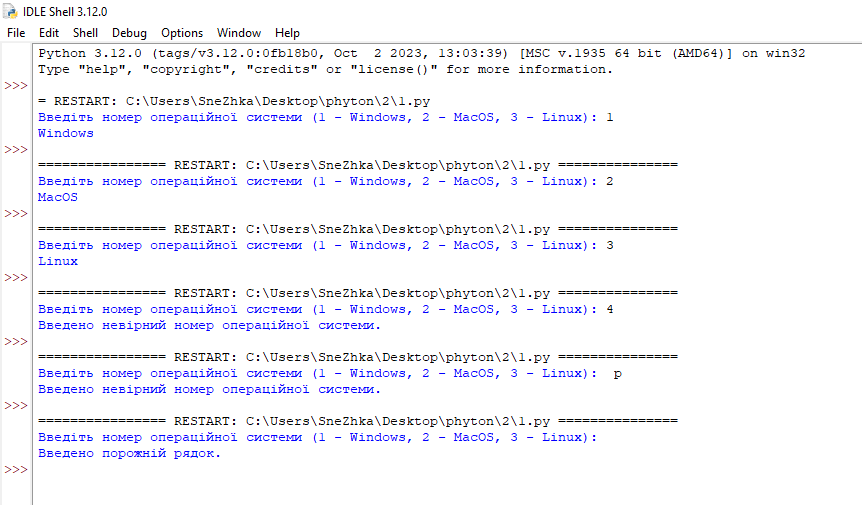 IDLE Shell 3.12.0
File Edit Shell Debug Options Window Help
Python 3.12.0 (tags/v3.12.0:0fb18b0, Oct  2 2023, 13:03:39) [MSC v.1935 64 bit (AMD64)] on win32
Type "help", "copyright", "credits" or "license()" for more information.
>>>
= RESTART: C:\Users\SneZhka\Desktop\phyton\2\1.py
Введіть номер операційної системи (1 - Windows, 2 - MacOS, 3 - Linux): 1
Windows
>>>
================ RESTART: C:\Users\SneZhka\Desktop\phyton\2\1.py ===============
Введіть номер операційної системи (1 - Windows, 2 - MacOS, 3 - Linux): 2
MacOS
>>>
================ RESTART: C:\Users\SneZhka\Desktop\phyton\2\1.py ===============
Введіть номер операційної системи (1 - Windows, 2 - MacOS, 3 - Linux): 3
Linux
>>>
================ RESTART: C:\Users\SneZhka\Desktop\phyton\2\1.py ===============
Введіть номер операційної системи (1 - Windows, 2 - MacOS, 3 - Linux): 4
Введено невірний номер операційної системи.
>>>
================ RESTART: C:\Users\SneZhka\Desktop\phyton\2\1.py ===============
Введіть номер операційної системи (1 - Windows, 2 - MacOS, 3 - Linux):  р
Введено невірний номер операційної системи.
>>>
================ RESTART: C:\Users\SneZhka\Desktop\phyton\2\1.py ===============
Введіть номер операційної системи (1 - Windows, 2 - MacOS, 3 - Linux):
Введено порожній рядок.
>>>